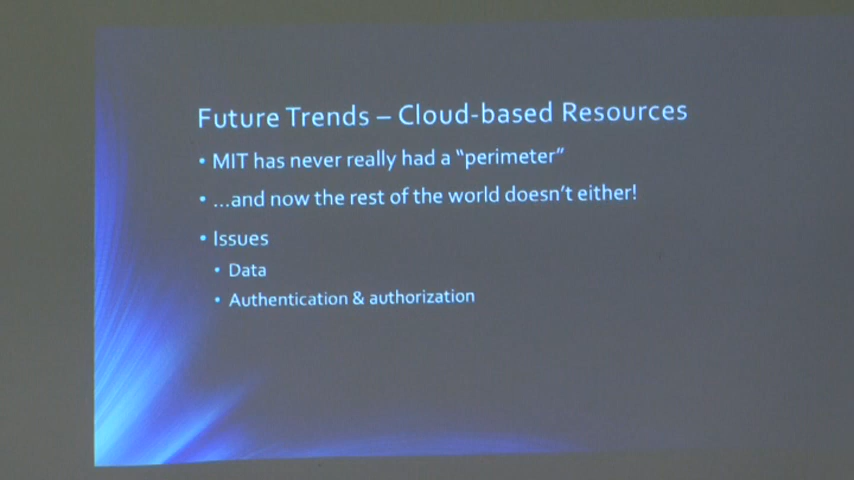 Future Trends – Cloud-based Resources
• MIT has never really had a “perimeter”
• ...and now the rest of the world doesn’t either!
• Issues
• Data
• Authentication & authorization